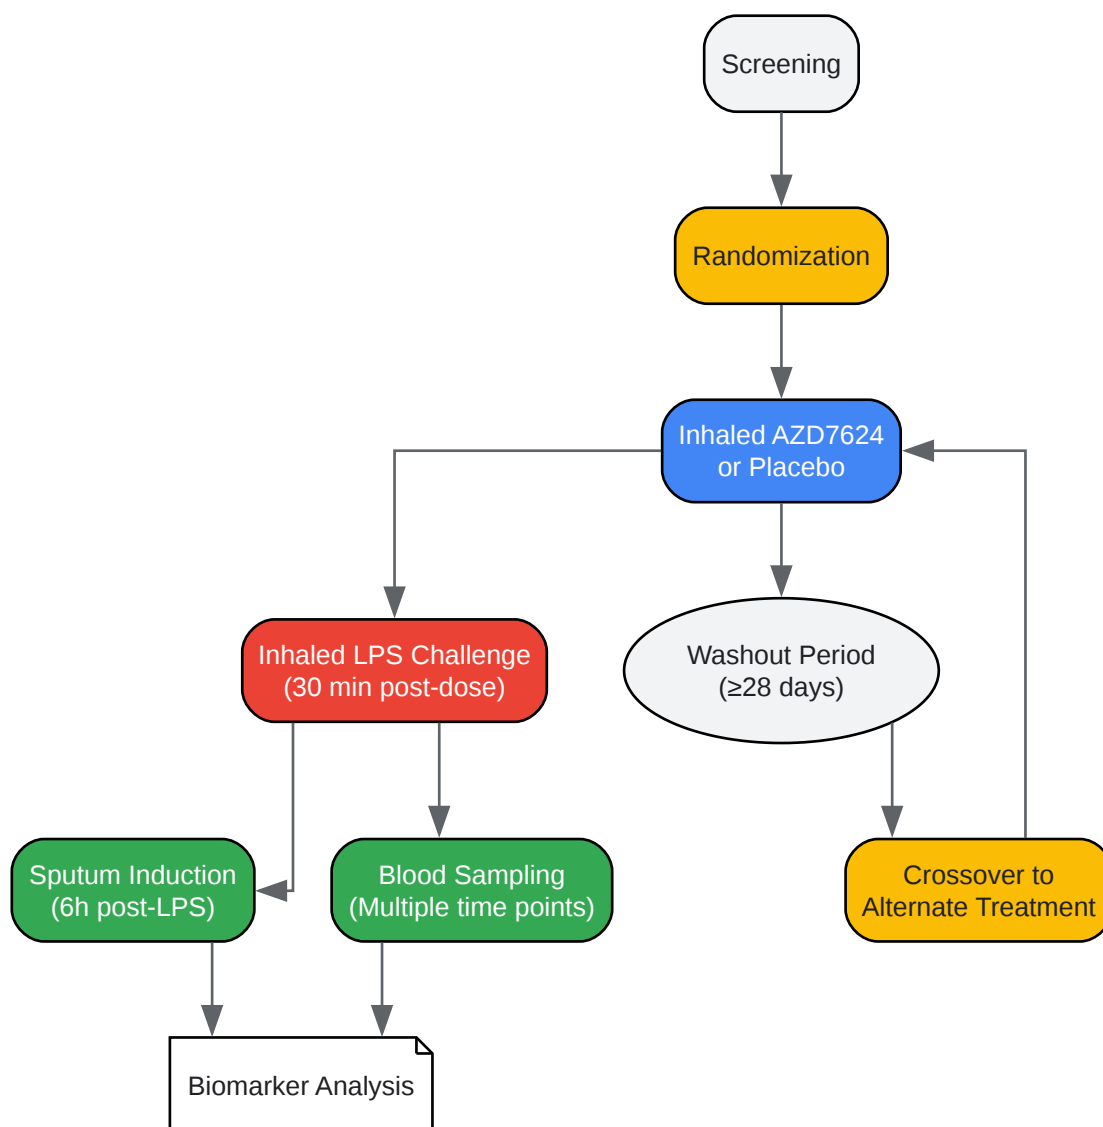 Screening
Randomization
Inhaled AZD7624
or Placebo
Inhaled LPS Challenge
(30 min post-dose)
Washout Period
(≥28 days)
Sputum Induction
(6h post-LPS)
Blood Sampling
(Multiple time points)
Crossover to
Alternate Treatment
Biomarker Analysis